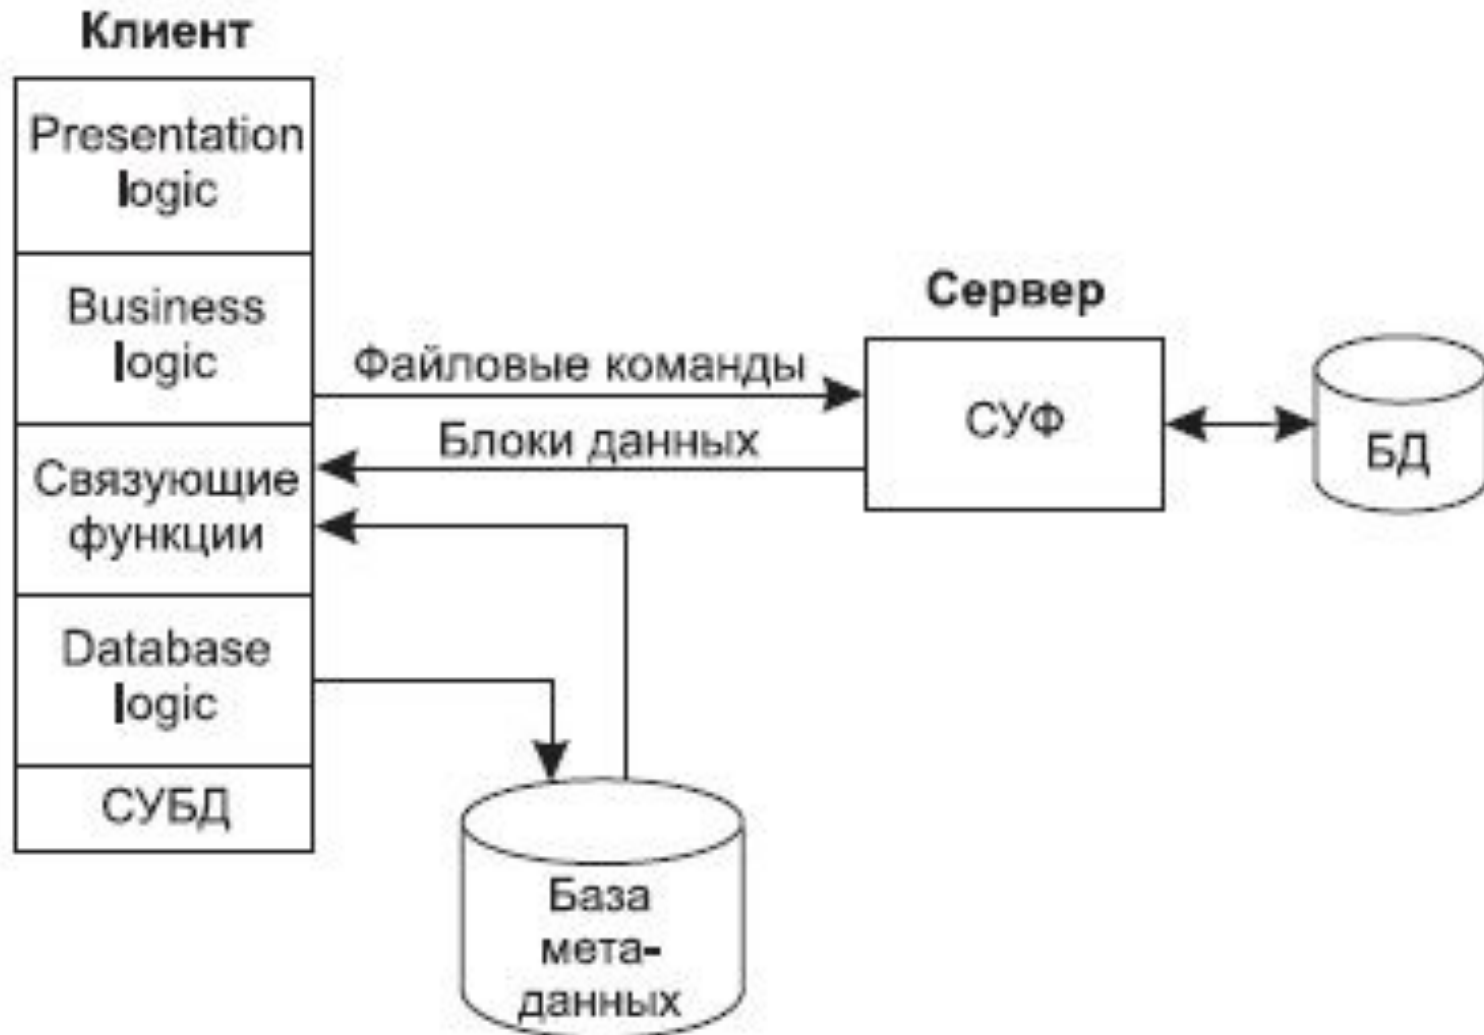 Клиент
Presentation
logic
Business
logic
Связующие
функции
Database
logic
СУБД
Файловые команды
Блоки данных
Сервер
СУФ
БД
База
мета-
данных